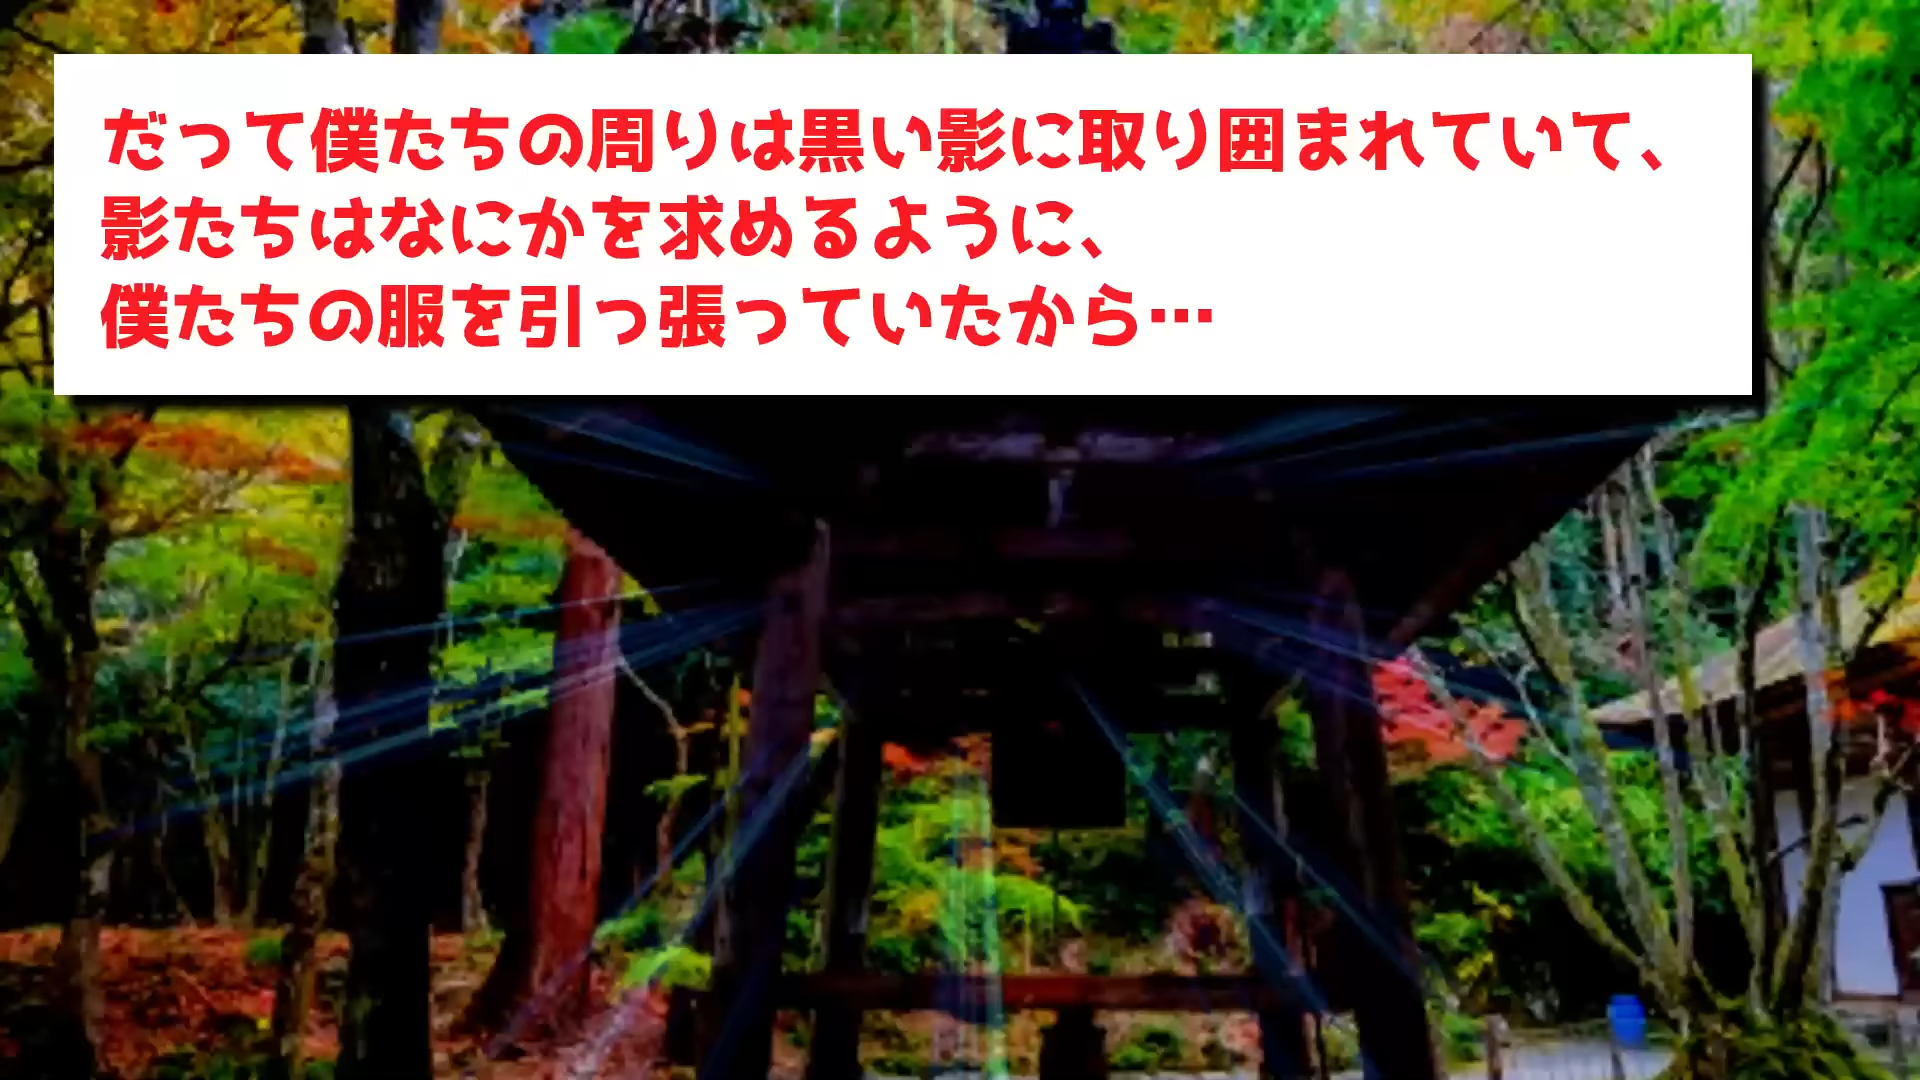 だって僕たちの周りは黒い影に取り囲まれていて、
影たちはなにかを求めるように、
僕たちの服を引っ張っていたから…